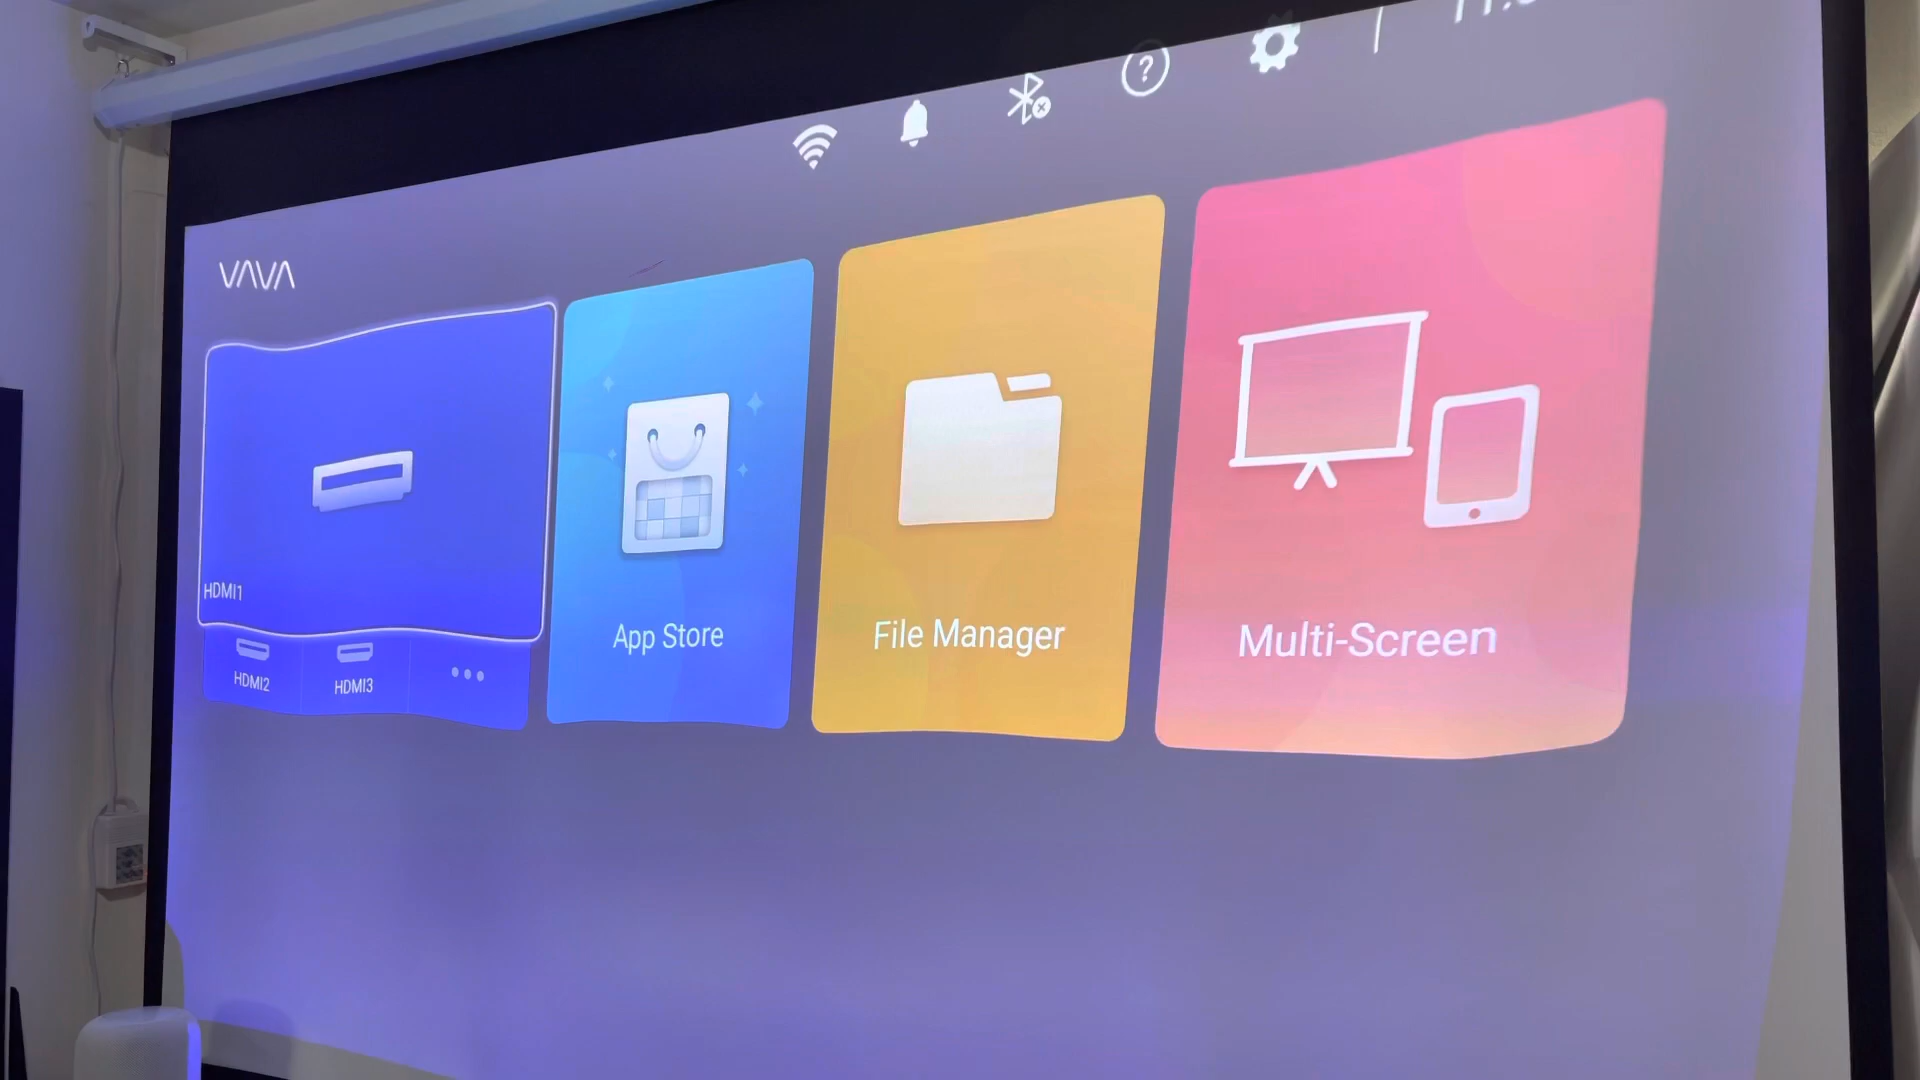 VAVA
HDMI1
HDMI2
HDMI3
App Store
File Manager
Multi-Screen